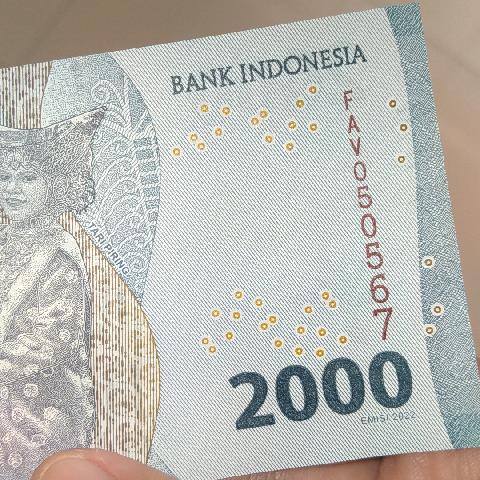 BANK INDONESIA
FAV050567
TARI PIRING
2000
EMISI 2022